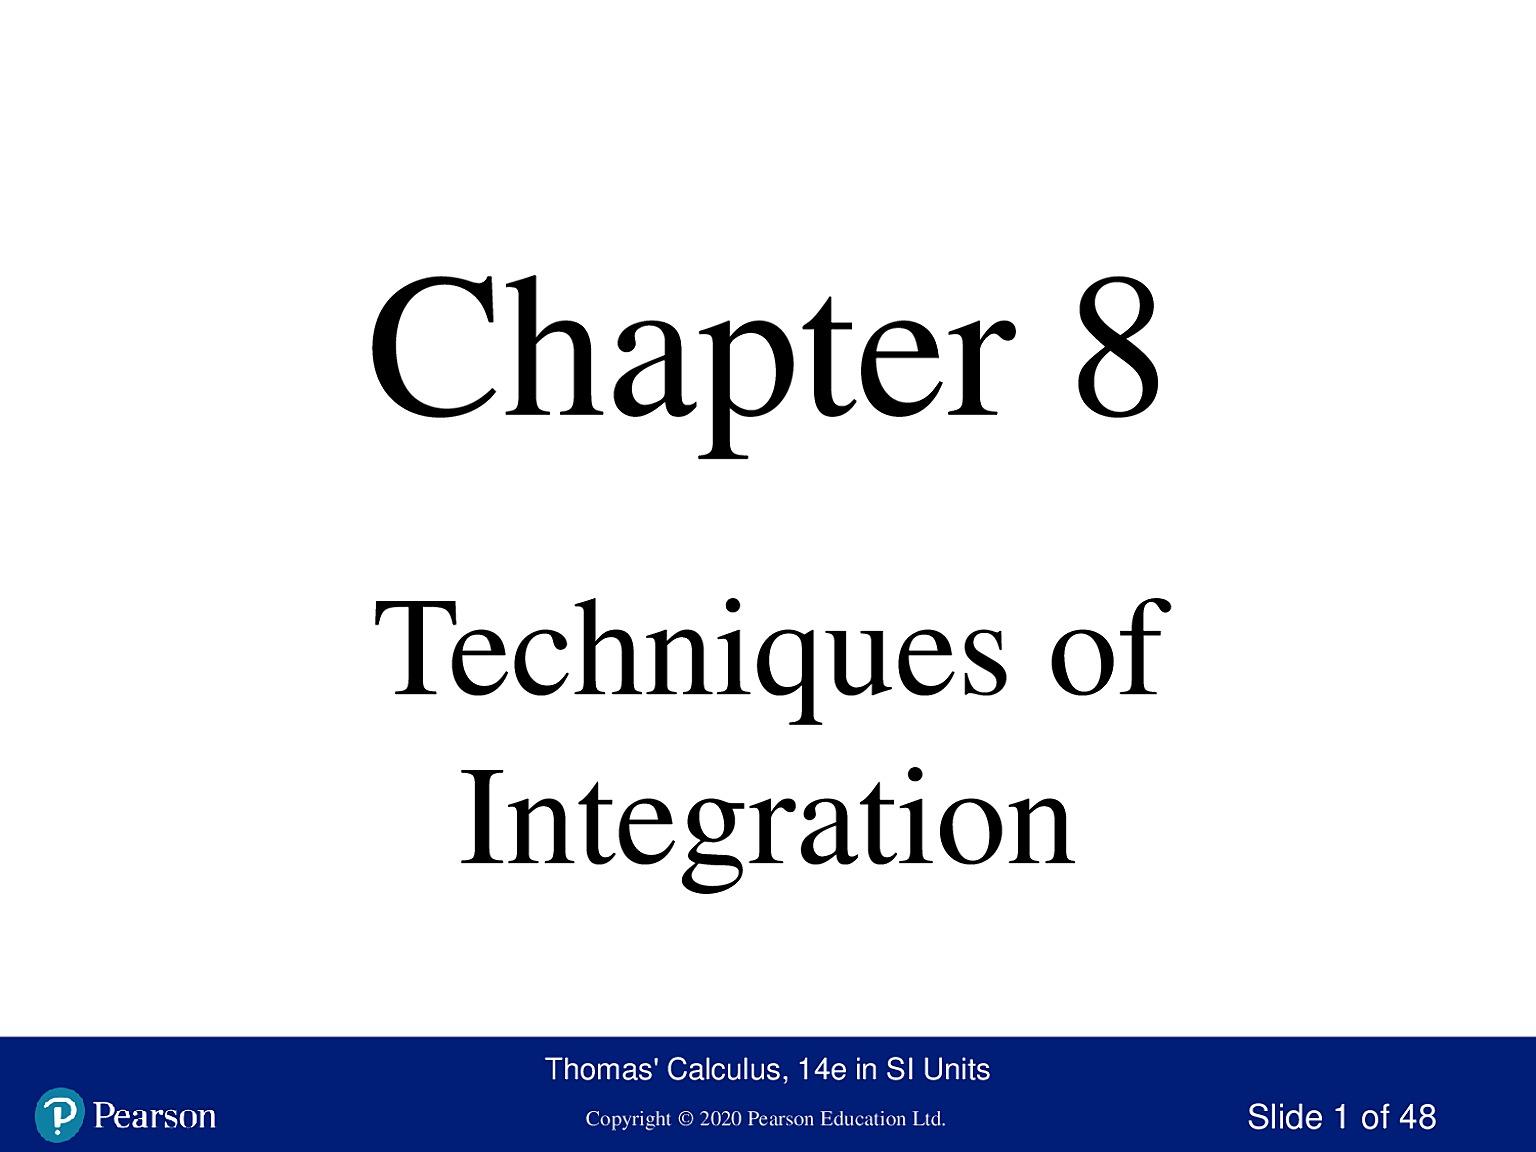 Chapter 8
Techniques of
Integration
Thomas' Calculus, 14e in SI Units
Pearson
Copyright © 2020 Pearson Education Ltd.
Slide 1 of 48